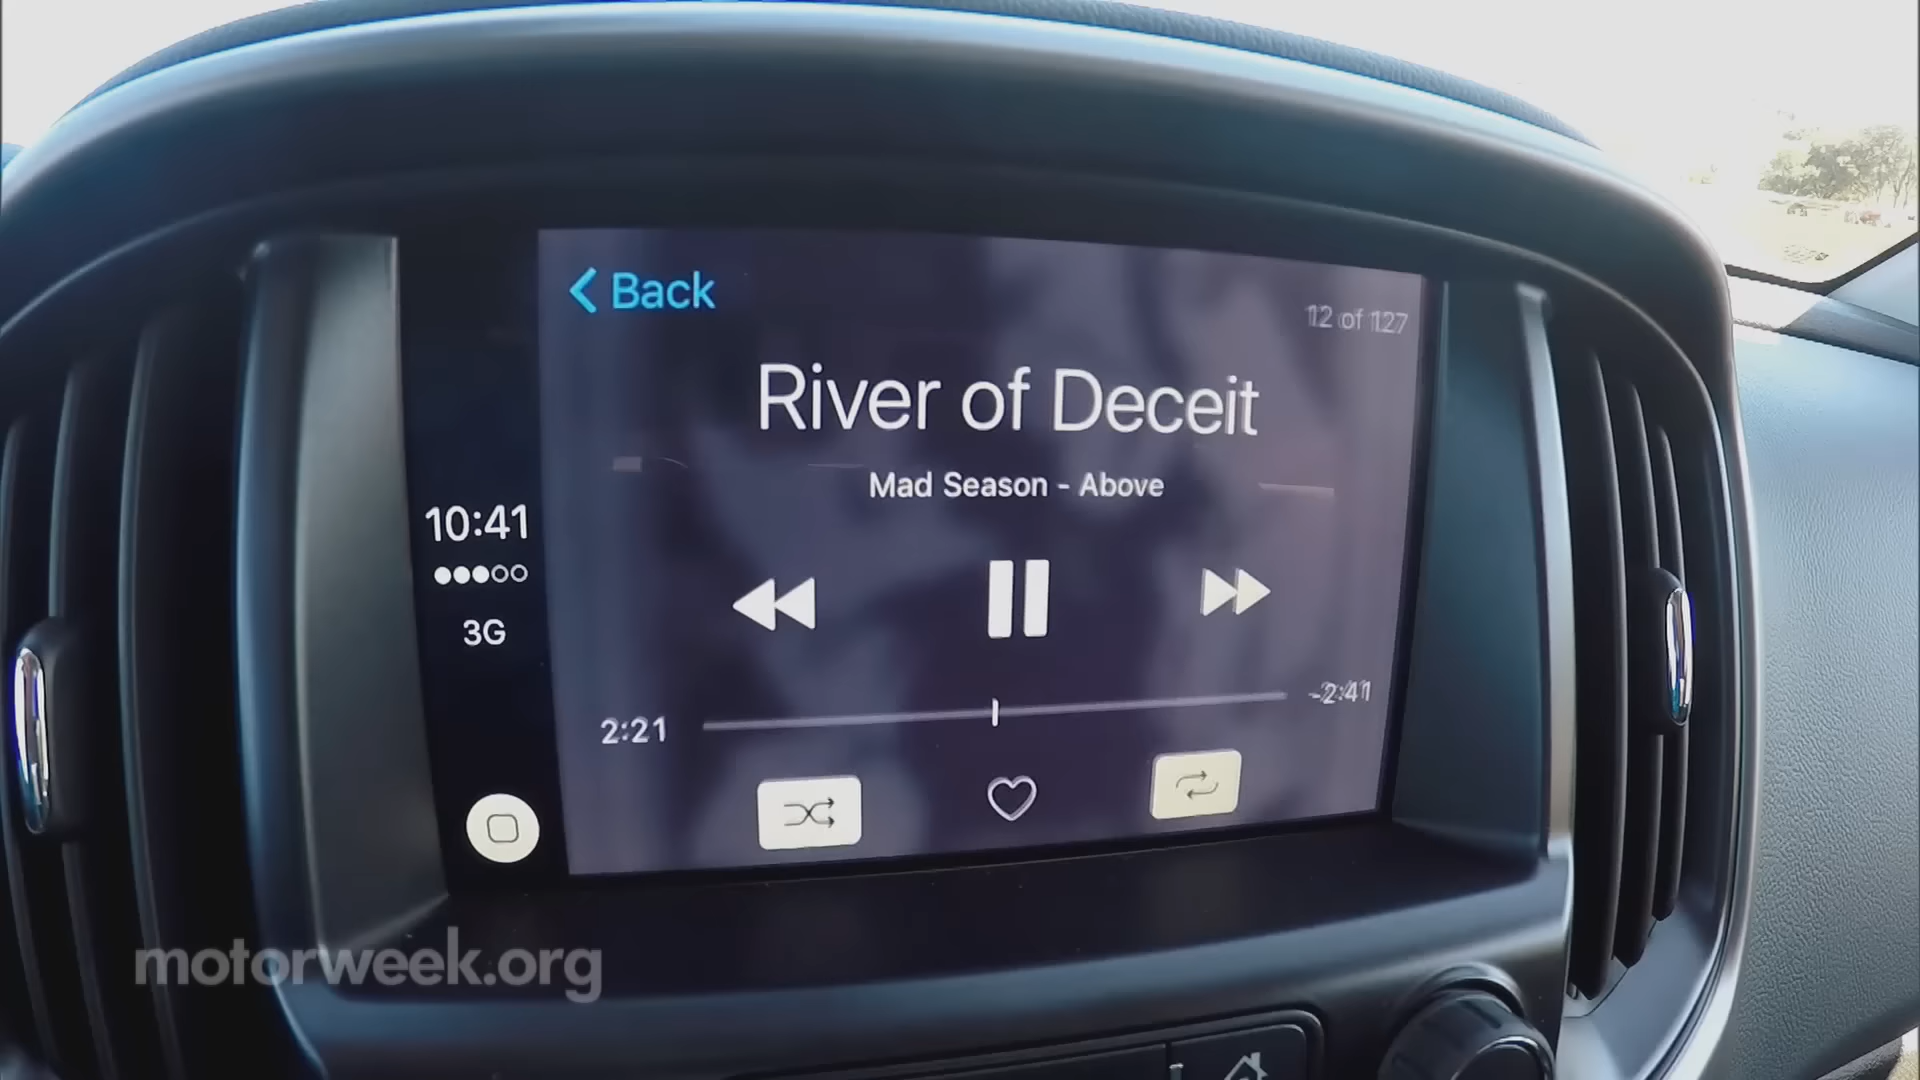 Back
12 of 127
River of Deceit
Mad Season - Above
10:41
3G
2:21
-2:41
motorweek.org